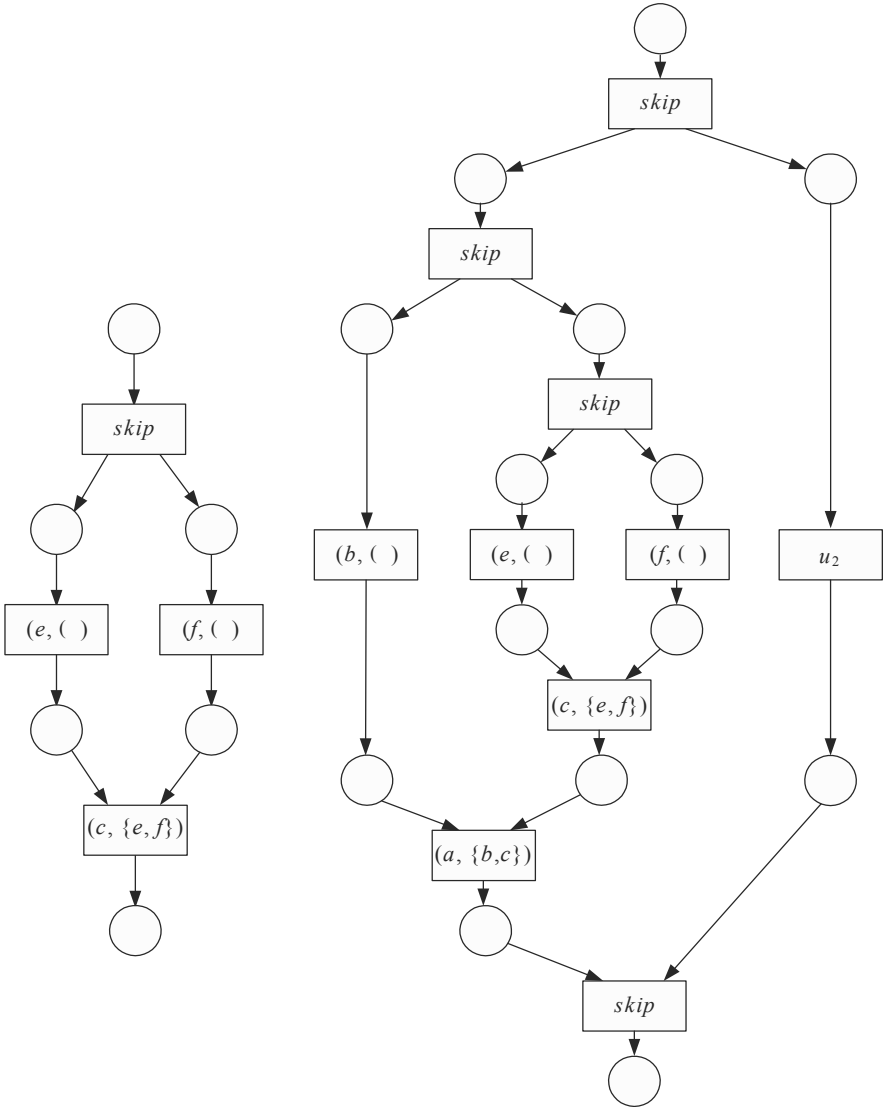 skip
skip
skip
skip
(e, ( )
(f, ( )
(b, ( )
(e, ( )
(f, ( )
u₂
(c, {e, f})
(c, {e, f})
(a, {b,c})
skip